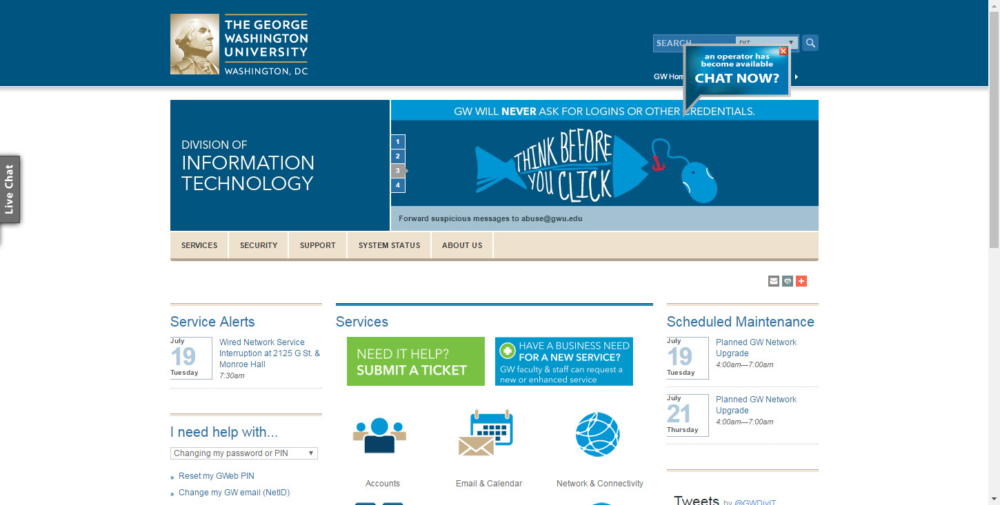 THE GEORGE
WASHINGTON
UNIVERSITY
WASHINGTON, DC
SEARCH
DIT
an operator has
become available
CHAT NOW?
GW Hom
Live Chat
DIVISION OF
INFORMATION
TECHNOLOGY
GW WILL NEVER ASK FOR LOGINS OR OTHER CREDENTIALS.
1
2
3
4
THINK BEFORE
YOU CLICK
Forward suspicious messages to abuse@gwu.edu
SERVICES
SECURITY
SUPPORT
SYSTEM STATUS
ABOUT US
Service Alerts
July
19
Tuesday
Wired Network Service
Interruption at 2125 G St. &
Monroe Hall
7:30am
I need help with...
Changing my password or PIN
» Reset my GWeb PIN
» Change my GW email (NetID)
Services
NEED IT HELP?
SUBMIT A TICKET
HAVE A BUSINESS NEED
FOR A NEW SERVICE?
GW faculty & staff can request a
new or enhanced service
Accounts
Email & Calendar
Network & Connectivity
Scheduled Maintenance
July
19
Tuesday
Planned GW Network
Upgrade
4:00am—7:00am
July
21
Thursday
Planned GW Network
Upgrade
4:00am—7:00am
Tweets by @GWDivIT